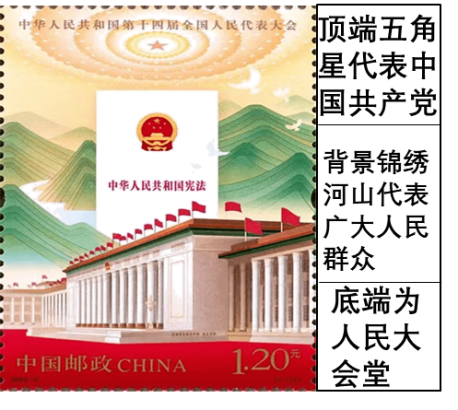 中华人民共和国第十四届全国人民代表大会
中华人民共和国宪法
中国邮政 CHINA
1.20元
顶端五角
星代表中
国共产党
背景锦绣
河山代表
广大人民
群众
底端为
人民大
会堂